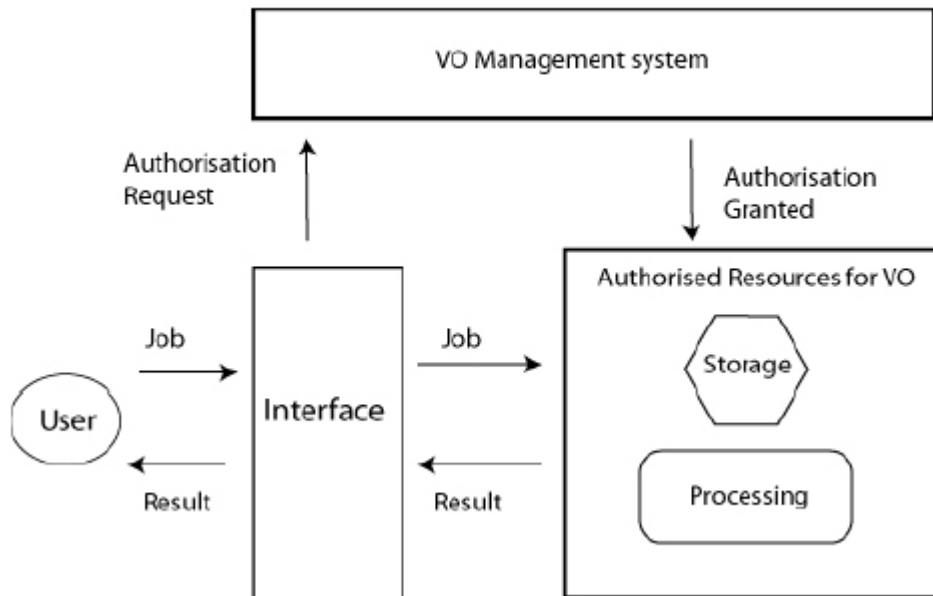 VO Management system
Authorisation
Request
Authorisation
Granted
Authorised Resources for VO
Job
Job
Storage
User
Interface
Result
Result
Processing